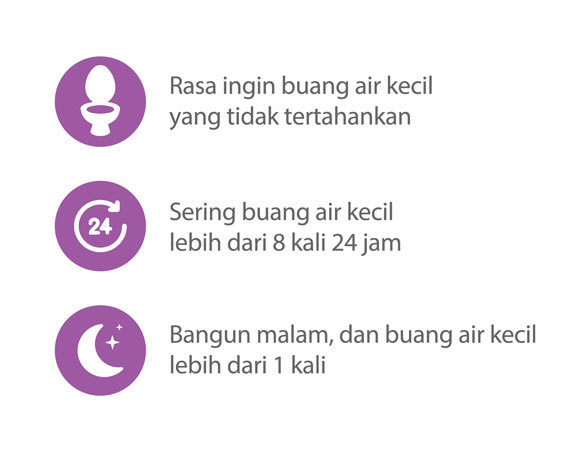 Rasa ingin buang air kecil
yang tidak tertahankan
24
Sering buang air kecil
lebih dari 8 kali 24 jam
Bangun malam, dan buang air kecil
lebih dari 1 kali